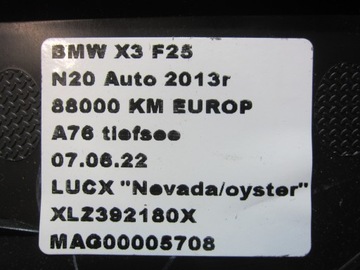 BMW X3 F25
N20 Auto 2013r
88000 KM EUROP
A76 tiefsee
07.06.22
LUCX "Nevada/oyster"
XLZ392180X
MAG00005708